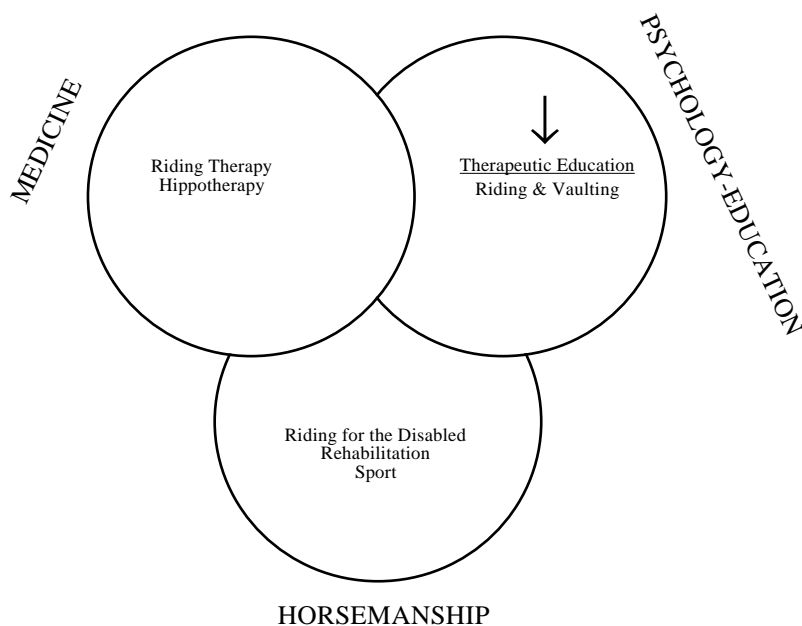 MEDICINE
PSYCHOLOGY-EDUCATION
Riding Therapy
Hippotherapy
Therapeutic Education
Riding & Vaulting
Riding for the Disabled
Rehabilitation
Sport
HORSEMANSHIP